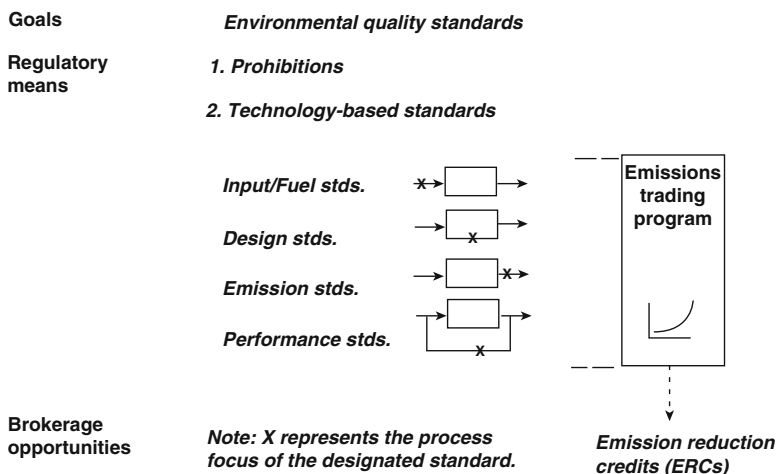 Goals
Environmental quality standards
Regulatory
means
1. Prohibitions
2. Technology-based standards
Input/Fuel stds.
x
Design stds.
x
Emission stds.
x
Performance stds.
x
Emissions
trading
program
Brokerage
opportunities
Note: X represents the process
focus of the designated standard.
Emission reduction
credits (ERCs)